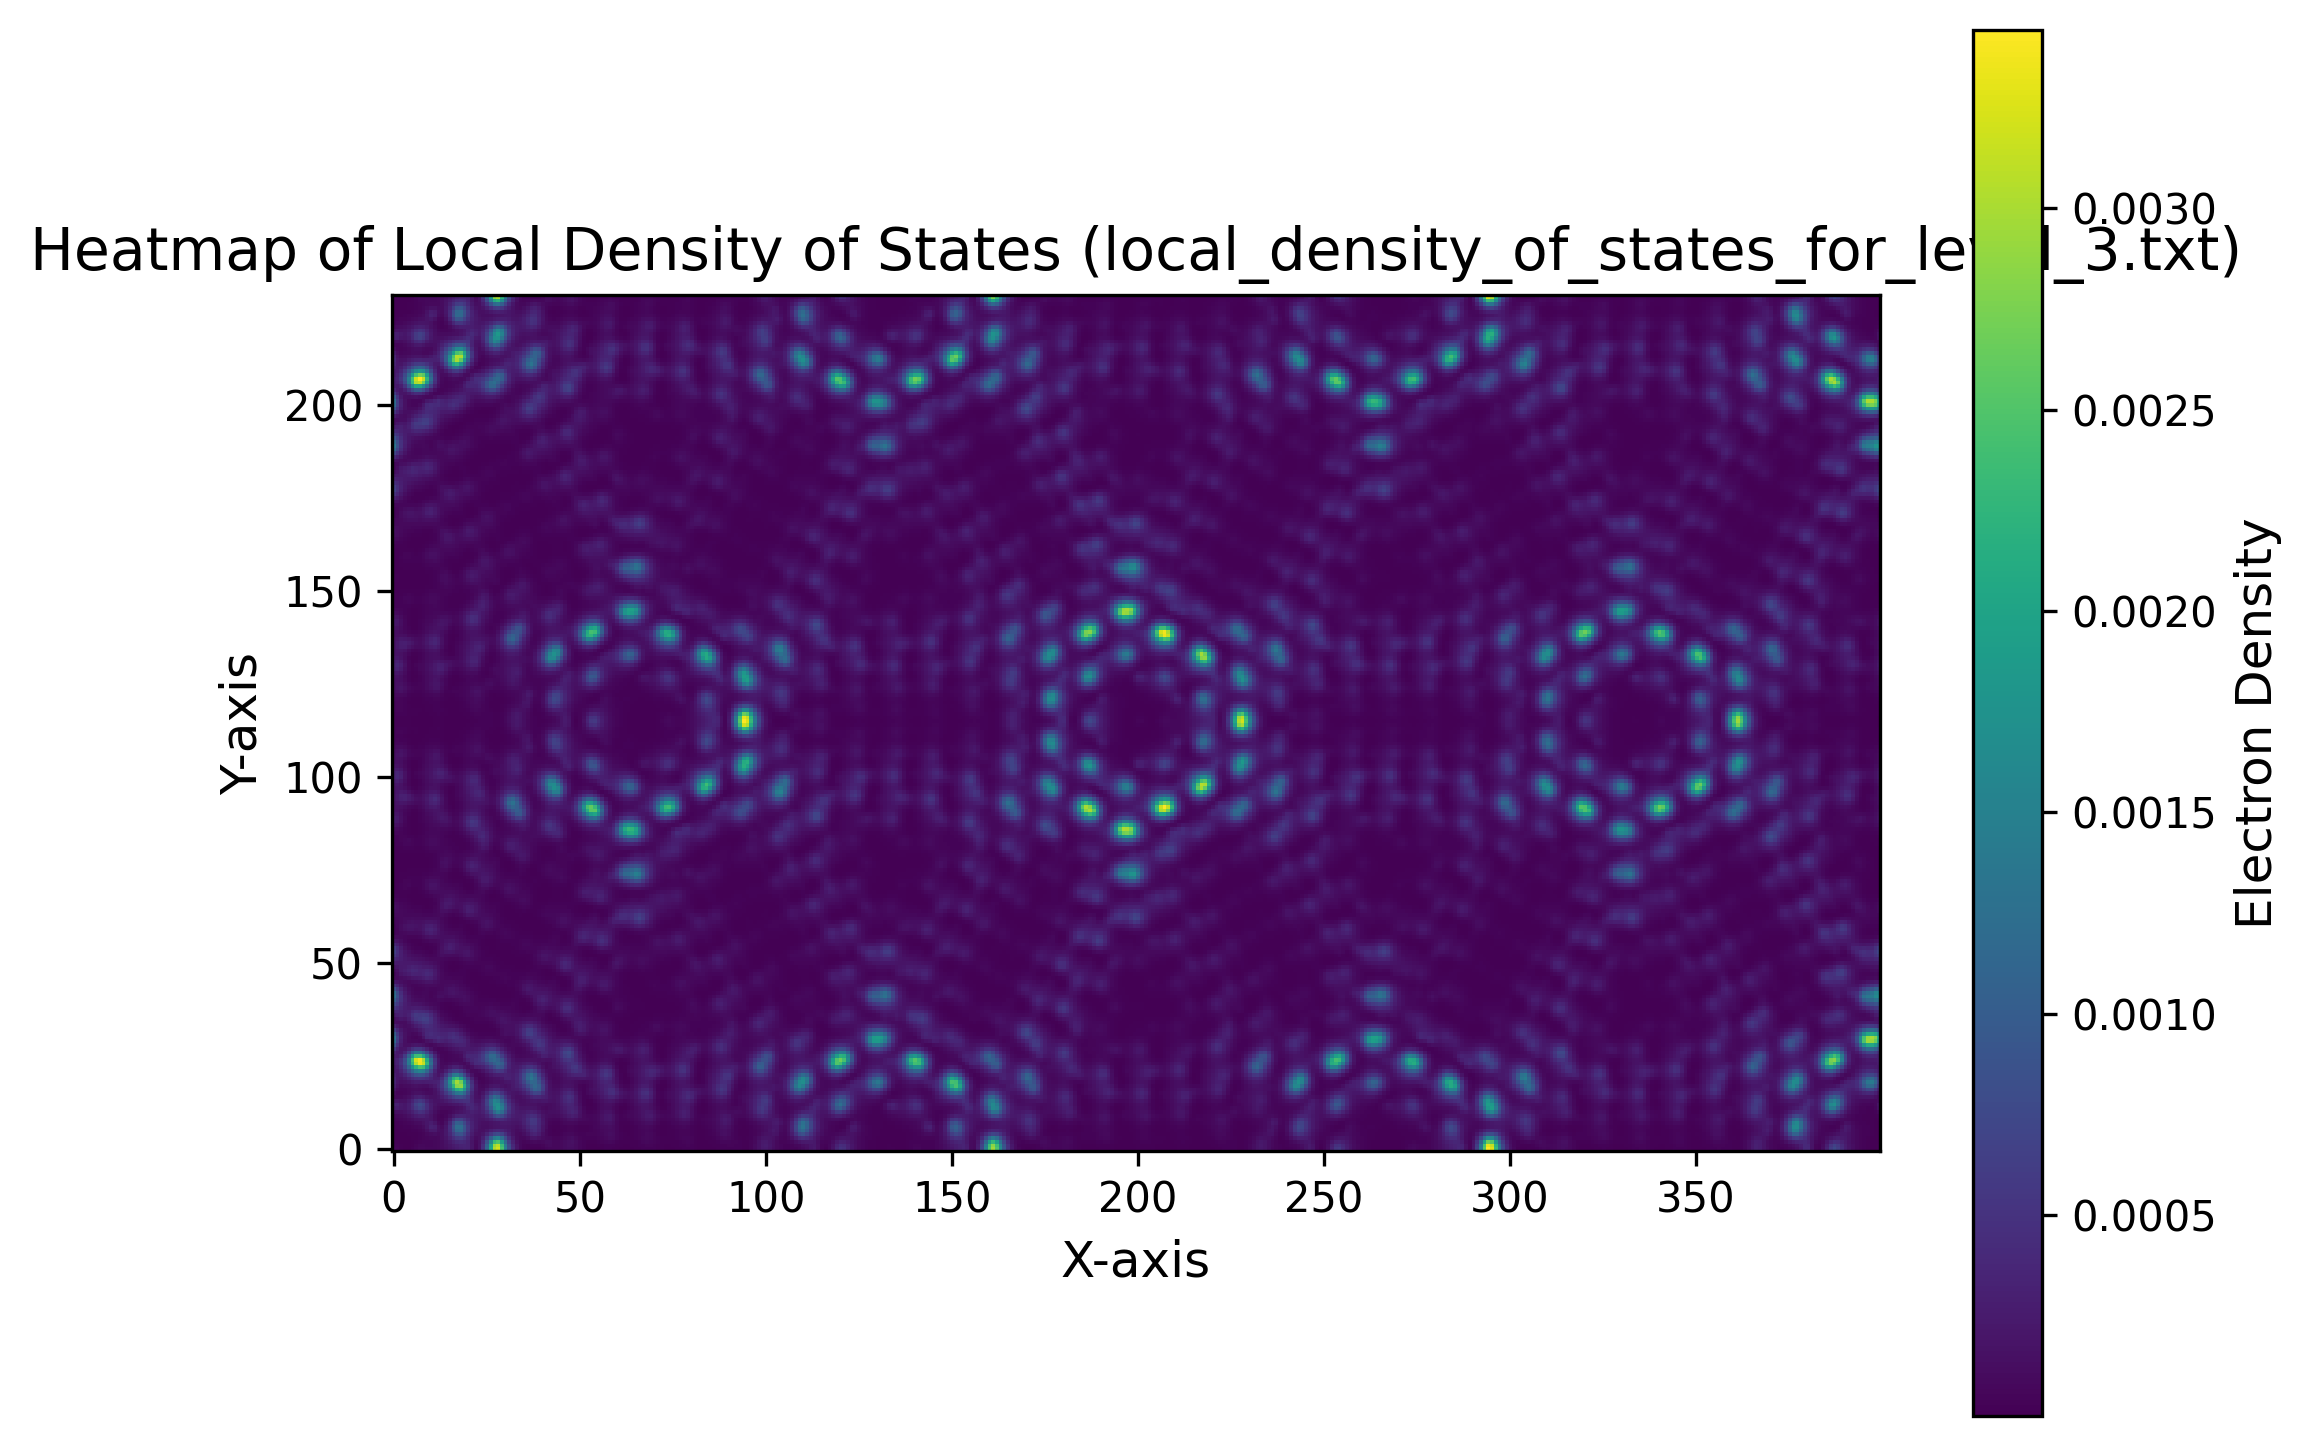 Heatmap of Local Density of States (local_density_of_states_for_le _3.txt)
0.0030
0.0025
0.0020
0.0015
0.0010
0.0005
Electron Density
Y-axis
200
150
100
50
0
0 50 100 150 200 250 300 350
X-axis